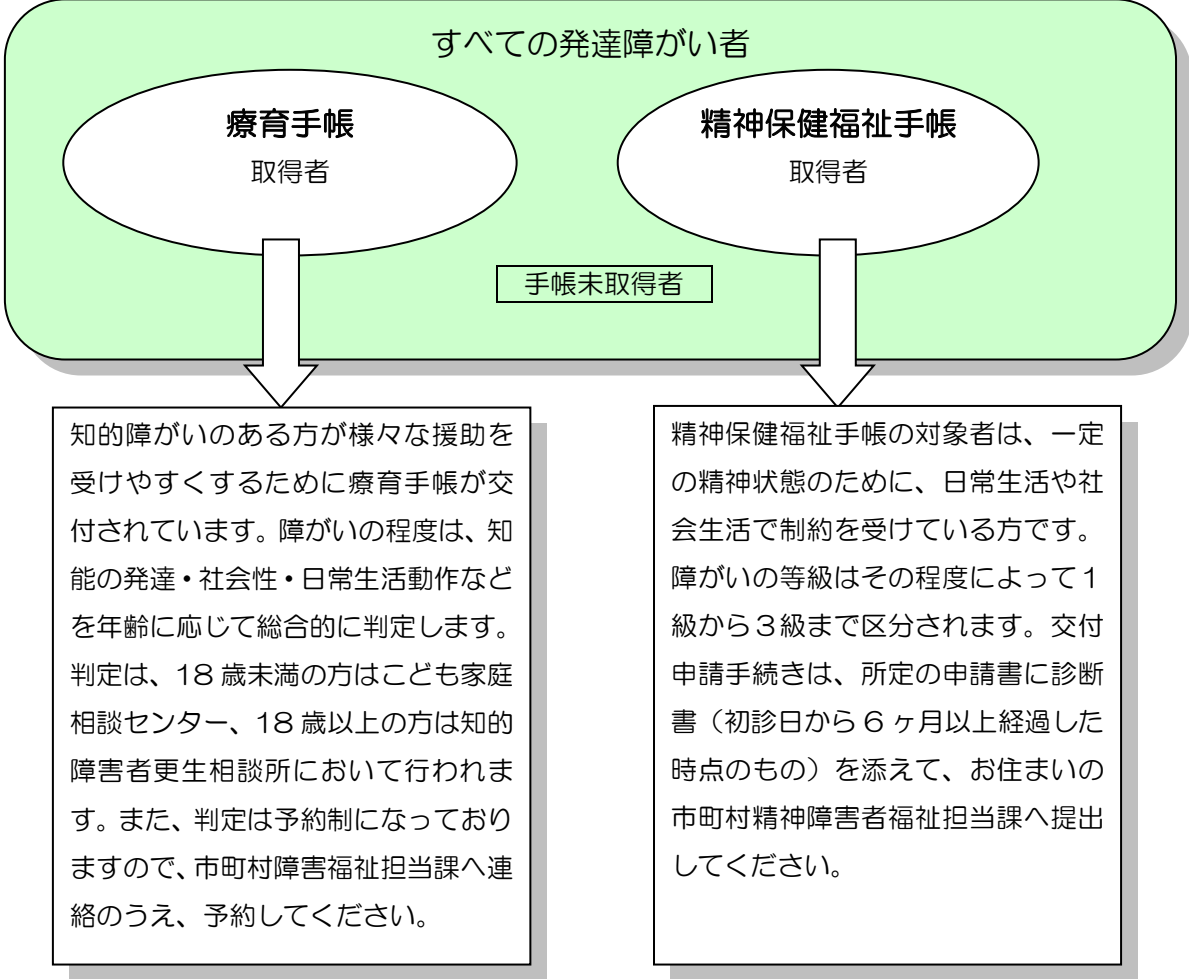 すべての発達障がい者
療育手帳
取得者
精神保健福祉手帳
取得者
手帳未取得者
知的障がいのある方が様々な援助を
受けやすくするために療育手帳が交
付されています。障がいの程度は、知
能の発達・社会性・日常生活動作など
を年齢に応じて総合的に判定します。
判定は、18 歳未満の方はこども家庭
相談センター、18 歳以上の方は知的
障害者更生相談所において行われま
す。また、判定は予約制になっており
ますので、市町村障害福祉担当課へ連
絡のうえ、予約してください。
精神保健福祉手帳の対象者は、一定
の精神状態のために、日常生活や社
会生活で制約を受けている方です。
障がいの等級はその程度によって１
級から３級まで区分されます。交付
申請手続きは、所定の申請書に診断
書（初診日から 6 ヶ月以上経過した
時点のもの）を添えて、お住まいの
市町村精神障害者福祉担当課へ提出
してください。